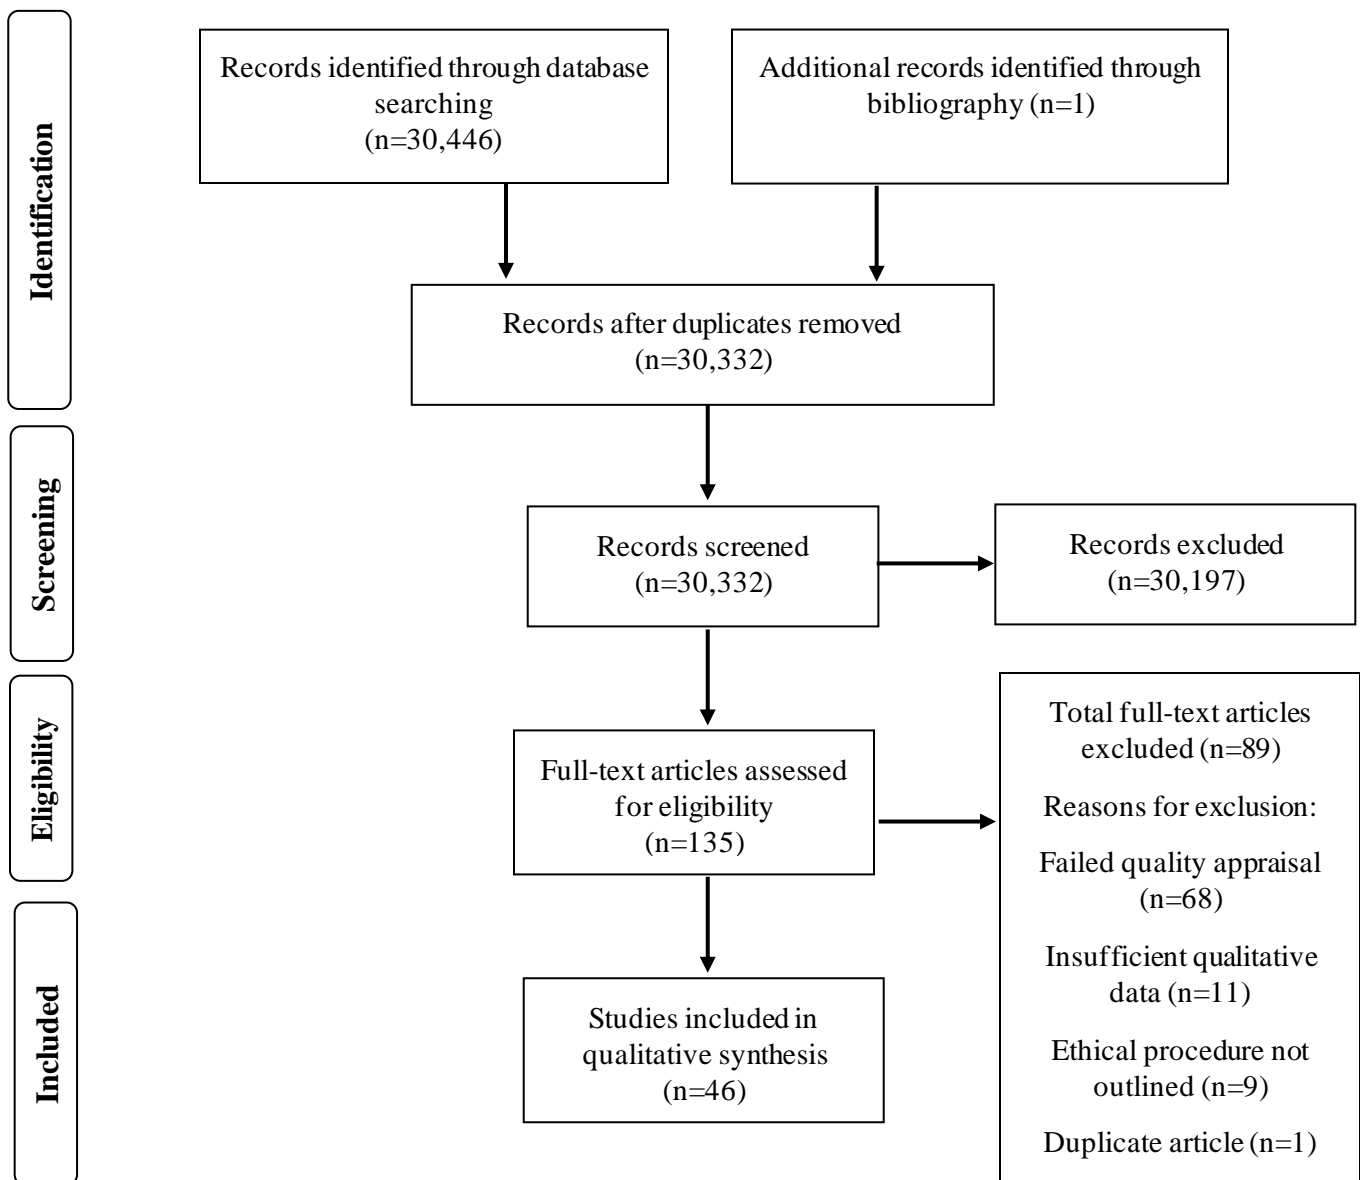 Identification
Records identified through database
searching
(n=30,446)
Additional records identified through
bibliography (n=1)
Records after duplicates removed
(n=30,332)
Screening
Records screened
(n=30,332)
Records excluded
(n=30,197)
Eligibility
Full-text articles assessed
for eligibility
(n=135)
Total full-text articles
excluded (n=89)
Reasons for exclusion:
Failed quality appraisal
(n=68)
Insufficient qualitative
data (n=11)
Ethical procedure not
outlined (n=9)
Duplicate article (n=1)
Included
Studies included in
qualitative synthesis
(n=46)